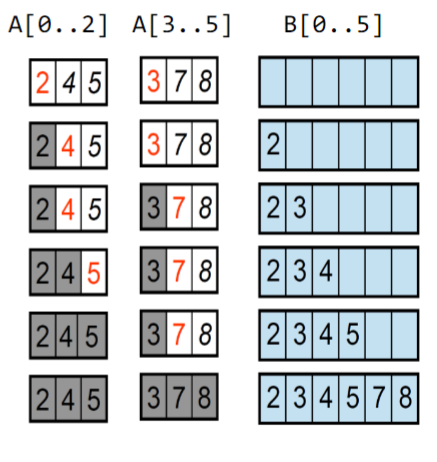 A[0..2] A[3..5] B[0..5]
2 4 5 3 7 8
2 4 5 3 7 8 2
2 4 5 3 7 8 2 3
2 4 5 3 7 8 2 3 4
2 4 5 3 7 8 2 3 4 5
2 4 5 3 7 8 2 3 4 5 7 8